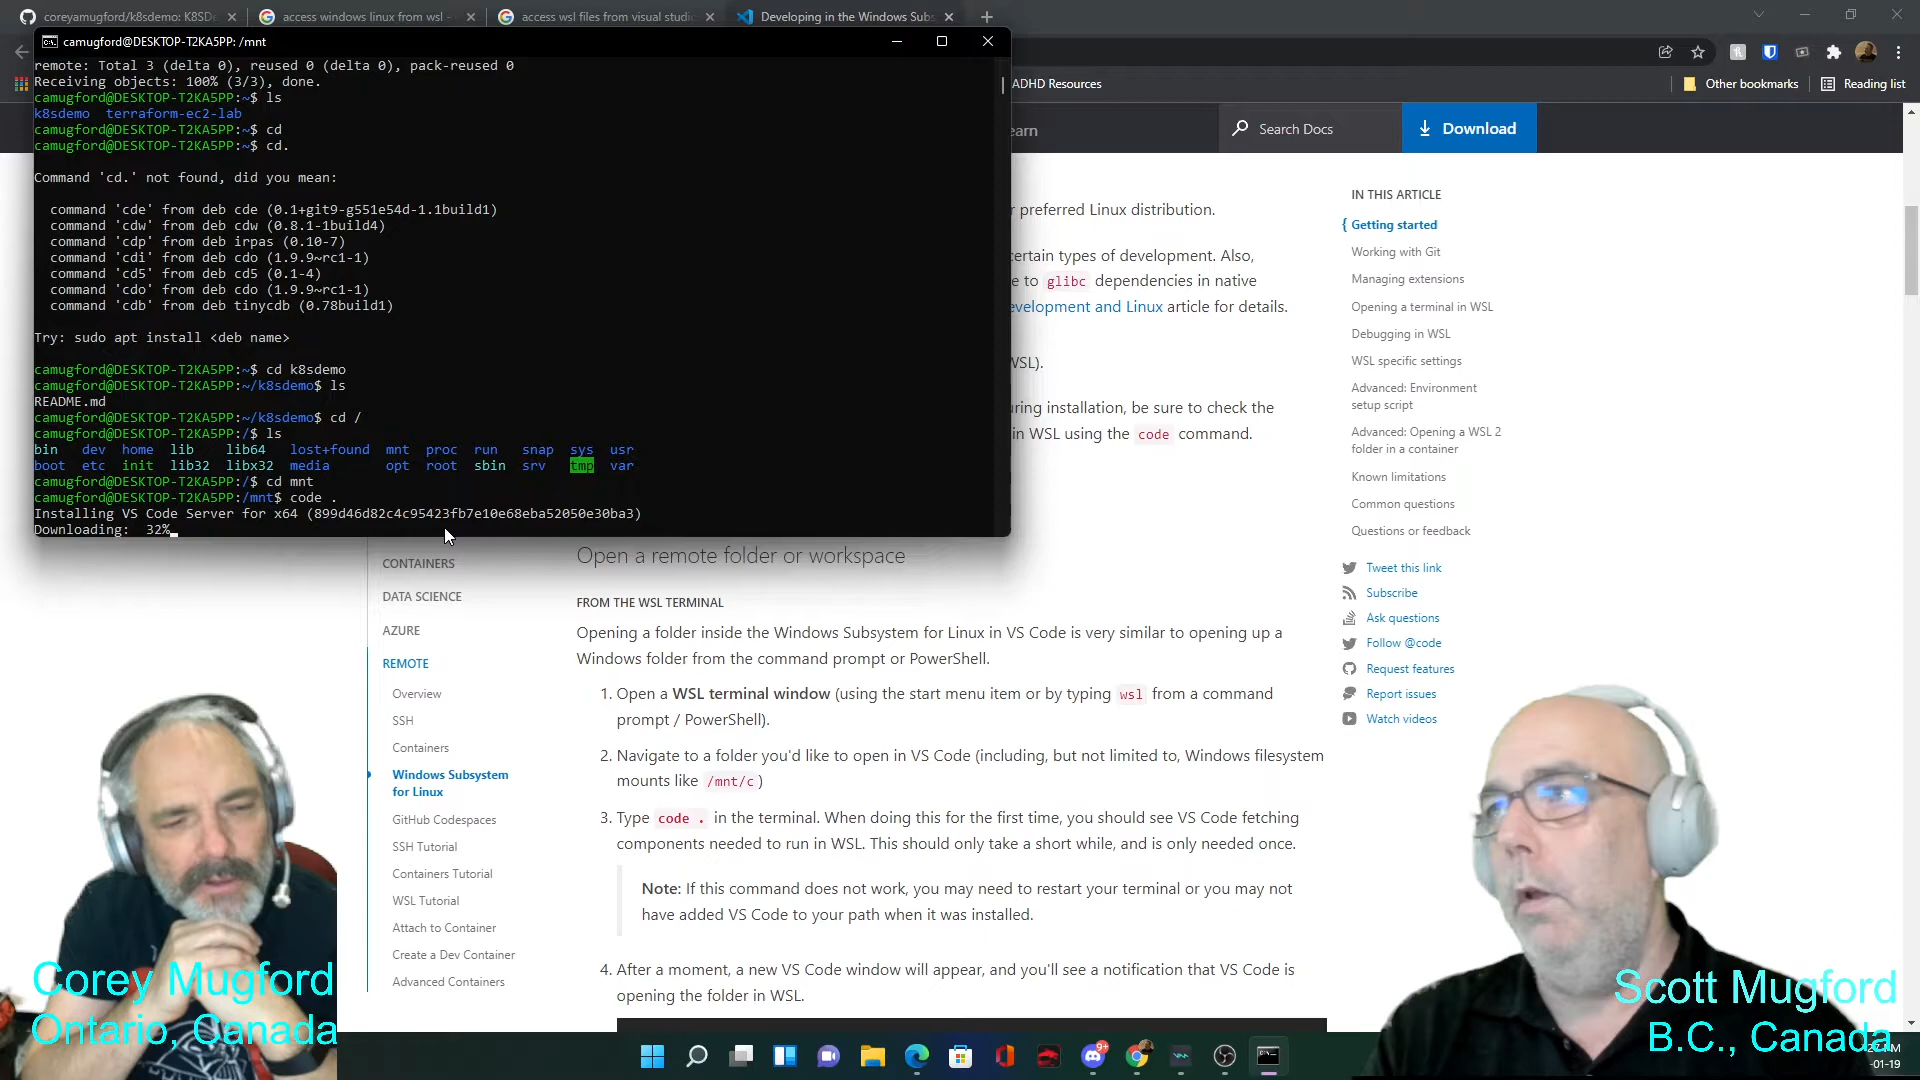 coreyamugford/k8sdemo: K8SDe
access windows linux from wsl -
access wsl files from visual studio
Developing in the Windows Subs
camugford@DESKTOP-T2KA5PP: /mnt
ADHD Resources
Other bookmarks
Reading list
remote: Total 3 (delta 0), reused 0 (delta 0), pack-reused 0
Receiving objects: 100% (3/3), done.
camugford@DESKTOP-T2KA5PP:~$ ls
k8sdemo terraform-ec2-lab
camugford@DESKTOP-T2KA5PP:~$ cd
camugford@DESKTOP-T2KA5PP:~$ cd.
Command 'cd.' not found, did you mean:
command 'cde' from deb cde (0.1+git9-g551e54d-1.1build1)
command 'cdw' from deb cdw (0.8.1-1build4)
command 'cdp' from deb irpas (0.10-7)
command 'cdi' from deb cdo (1.9.9~rc1-1)
command 'cd5' from deb cd5 (0.1-4)
command 'cdo' from deb cdo (1.9.9~rc1-1)
command 'cdb' from deb tinycdb (0.78build1)
Try: sudo apt install <deb name>
camugford@DESKTOP-T2KA5PP:~$ cd k8sdemo
camugford@DESKTOP-T2KA5PP:~/k8sdemo$ ls
README.md
camugford@DESKTOP-T2KA5PP:~/k8sdemo$ cd /
camugford@DESKTOP-T2KA5PP:/$ ls
bin dev home lib lib64 lost+found mnt proc run snap sys usr
boot etc init lib32 libx32 media opt root sbin srv tmp var
camugford@DESKTOP-T2KA5PP:/$ cd mnt
camugford@DESKTOP-T2KA5PP:/mnt$ code .
Installing VS Code Server for x64 (899d46d82c4c95423fb7e10e68eba52050e30ba3)
Downloading: 32%
earn
Search Docs
Download
r preferred Linux distribution.
ertain types of development. Also,
e to glibc dependencies in native
evelopment and Linux article for details.
WSL).
uring installation, be sure to check the
in WSL using the code command.
IN THIS ARTICLE
{ Getting started
Working with Git
Managing extensions
Opening a terminal in WSL
Debugging in WSL
WSL specific settings
Advanced: Environment
setup script
Advanced: Opening a WSL 2
folder in a container
Known limitations
Common questions
Questions or feedback
Tweet this link
Subscribe
Ask questions
Follow @code
Request features
Report issues
Watch videos
CONTAINERS
DATA SCIENCE
AZURE
REMOTE
Overview
SSH
Containers
Windows Subsystem
for Linux
GitHub Codespaces
SSH Tutorial
Containers Tutorial
WSL Tutorial
Attach to Container
Create a Dev Container
Advanced Containers
Open a remote folder or workspace
FROM THE WSL TERMINAL
Opening a folder inside the Windows Subsystem for Linux in VS Code is very similar to opening up a
Windows folder from the command prompt or PowerShell.
1. Open a WSL terminal window (using the start menu item or by typing wsl from a command
prompt / PowerShell).
2. Navigate to a folder you'd like to open in VS Code (including, but not limited to, Windows filesystem
mounts like /mnt/c )
3. Type code . in the terminal. When doing this for the first time, you should see VS Code fetching
components needed to run in WSL. This should only take a short while, and is only needed once.
Note: If this command does not work, you may need to restart your terminal or you may not
have added VS Code to your path when it was installed.
4. After a moment, a new VS Code window will appear, and you'll see a notification that VS Code is
opening the folder in WSL.
Corey Mugford
Ontario, Canada
Scott Mugford
B.C., Canada
9+
-01-19